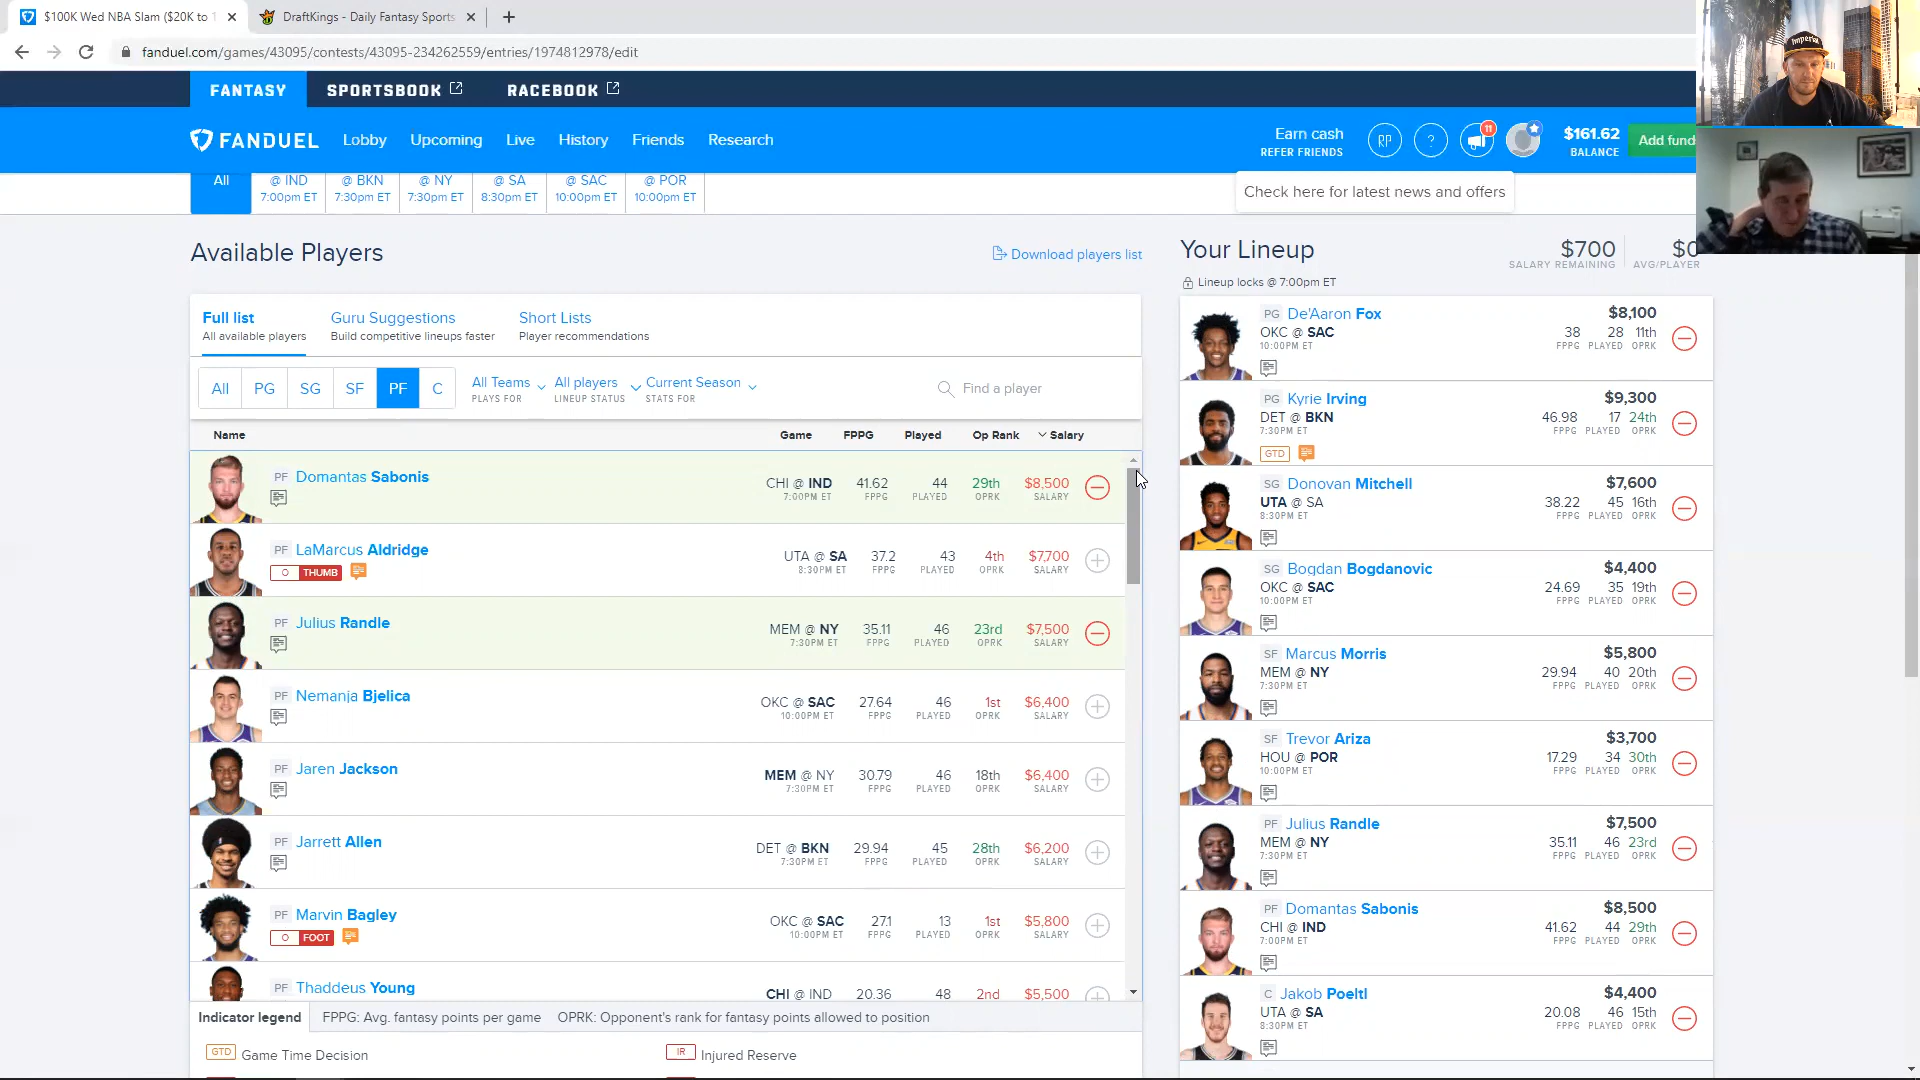 $100K Wed NBA Slam ($20K to 1
DraftKings - Daily Fantasy Sports
fanduel.com/games/43095/contests/43095-234262559/entries/1974812978/edit
FANTASY SPORTSBOOK RACEBOOK
FANDUEL Lobby Upcoming Live History Friends Research
Earn cash
REFER FRIENDS
RP ? 11
$161.62
BALANCE
Add fund
Imperial
All
@ IND
7:00pm ET
@ BKN
7:30pm ET
@ NY
7:30pm ET
@ SA
8:30pm ET
@ SAC
10:00pm ET
@ POR
10:00pm ET
Check here for latest news and offers
Available Players
Download players list
Full list
All available players
Guru Suggestions
Build competitive lineups faster
Short Lists
Player recommendations
All PG SG SF PF C
All Teams
PLAYS FOR
All players
LINEUP STATUS
Current Season
STATS FOR
Find a player
Name Game FPPG Played Op Rank Salary
PF Domantas Sabonis
CHI @ IND 41.62 44 29th $8,500
7:00PM ET FPPG PLAYED OPRK SALARY
PF LaMarcus Aldridge
O THUMB
UTA @ SA 37.2 43 4th $7,700
8:30PM ET FPPG PLAYED OPRK SALARY
PF Julius Randle
MEM @ NY 35.11 46 23rd $7,500
7:30PM ET FPPG PLAYED OPRK SALARY
PF Nemanja Bjelica
OKC @ SAC 27.64 46 1st $6,400
10:00PM ET FPPG PLAYED OPRK SALARY
PF Jaren Jackson
MEM @ NY 30.79 46 18th $6,400
7:30PM ET FPPG PLAYED OPRK SALARY
PF Jarrett Allen
DET @ BKN 29.94 45 28th $6,200
7:30PM ET FPPG PLAYED OPRK SALARY
PF Marvin Bagley
O FOOT
OKC @ SAC 27.1 13 1st $5,800
10:00PM ET FPPG PLAYED OPRK SALARY
PF Thaddeus Young
CHI @ IND 20.36 48 2nd $5,500
Indicator legend FPPG: Avg. fantasy points per game OPRK: Opponent's rank for fantasy points allowed to position
GTD Game Time Decision
IR Injured Reserve
Your Lineup
$700
SALARY REMAINING
$0
AVG/PLAYER
Lineup locks @ 7:00pm ET
PG De'Aaron Fox $8,100
OKC @ SAC 38 28 11th
10:00PM ET FPPG PLAYED OPRK
PG Kyrie Irving $9,300
DET @ BKN 46.98 17 24th
7:30PM ET FPPG PLAYED OPRK
GTD
SG Donovan Mitchell $7,600
UTA @ SA 38.22 45 16th
8:30PM ET FPPG PLAYED OPRK
SG Bogdan Bogdanovic $4,400
OKC @ SAC 24.69 35 19th
10:00PM ET FPPG PLAYED OPRK
SF Marcus Morris $5,800
MEM @ NY 29.94 40 20th
7:30PM ET FPPG PLAYED OPRK
SF Trevor Ariza $3,700
HOU @ POR 17.29 34 30th
10:00PM ET FPPG PLAYED OPRK
PF Julius Randle $7,500
MEM @ NY 35.11 46 23rd
7:30PM ET FPPG PLAYED OPRK
PF Domantas Sabonis $8,500
CHI @ IND 41.62 44 29th
7:00PM ET FPPG PLAYED OPRK
C Jakob Poeltl $4,400
UTA @ SA 20.08 46 15th
8:30PM ET FPPG PLAYED OPRK